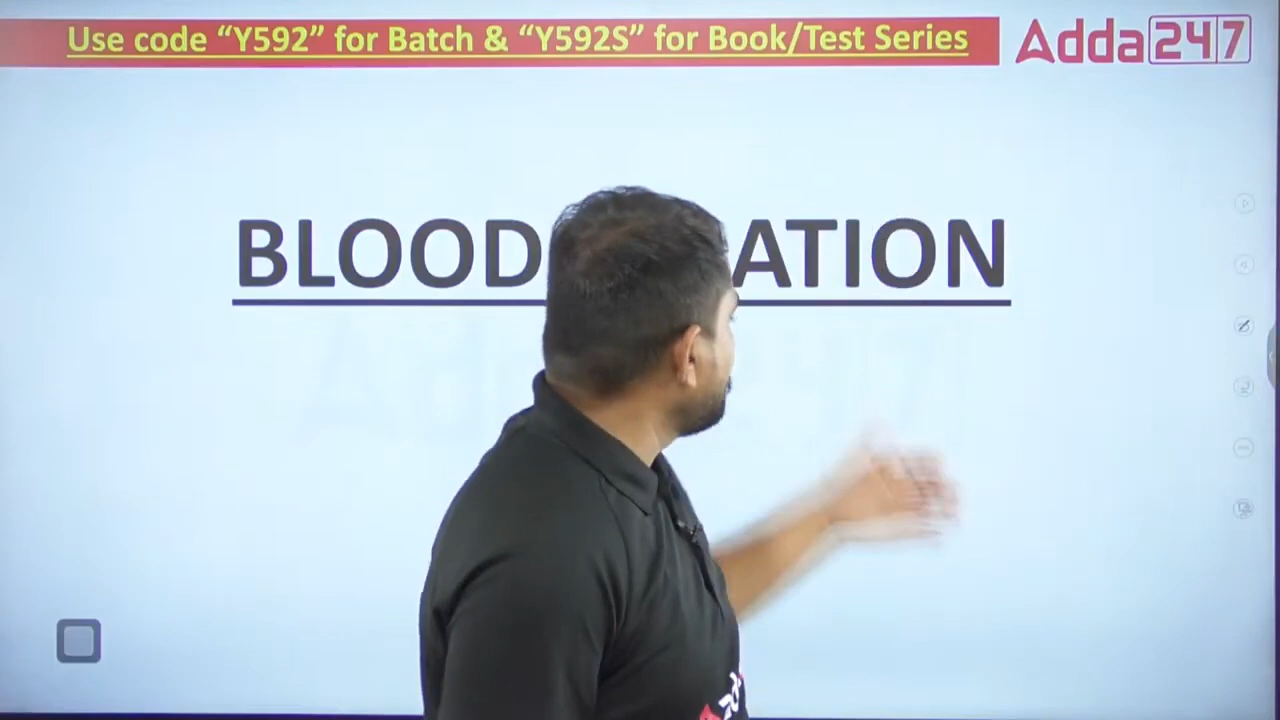 Use code “Y592” for Batch & “Y592S” for Book/Test Series
Adda247
BLOOD ATION